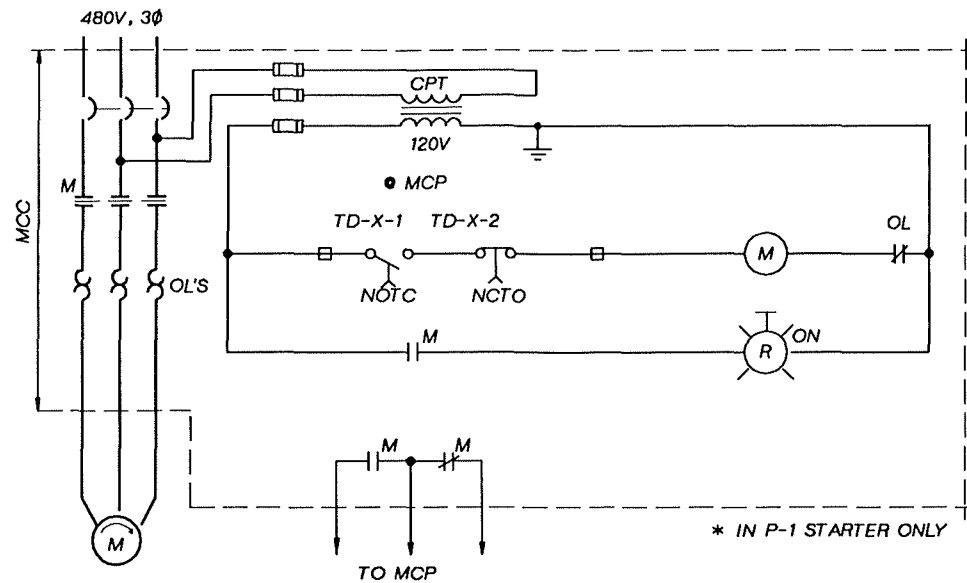 480V, 3Ø
CPT
120V
MCP
M
TD-X-1 TD-X-2
OL
MCC
M
OL'S
NOTC NCTO
M
ON
R
M M
M
* IN P-1 STARTER ONLY
TO MCP